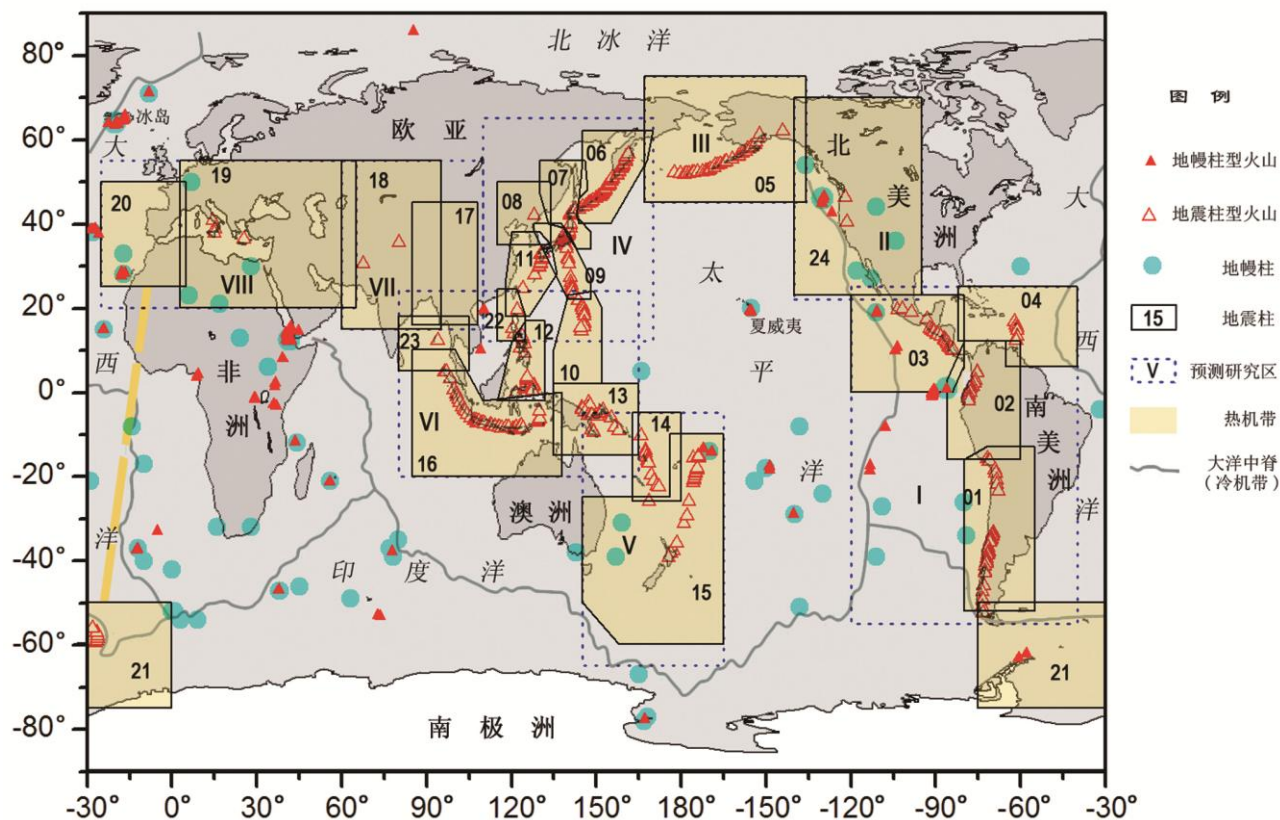 80°
60°
40°
20°
0°
-20°
-40°
-60°
-80°
-30°
0°
30°
60°
90°
120°
150°
180°
-150°
-120°
-90°
-60°
-30°
北 冰 洋
冰岛
大
西
洋
欧 亚
非
洲
印 度 洋
澳 洲
南 极 洲
太
平
洋
夏威夷
北
美
洲
南
美
洲
大
西
洋
19
20
VIII
18
VII
17
08
07
06
III
05
IV
11
09
22
12
10
23
VI
16
13
14
V
15
24
II
03
04
02
I
01
21
21
图 例
地幔柱型火山
地震柱型火山
地幔柱
15 地震柱
V 预测研究区
热机带
大洋中脊
(冷机带)